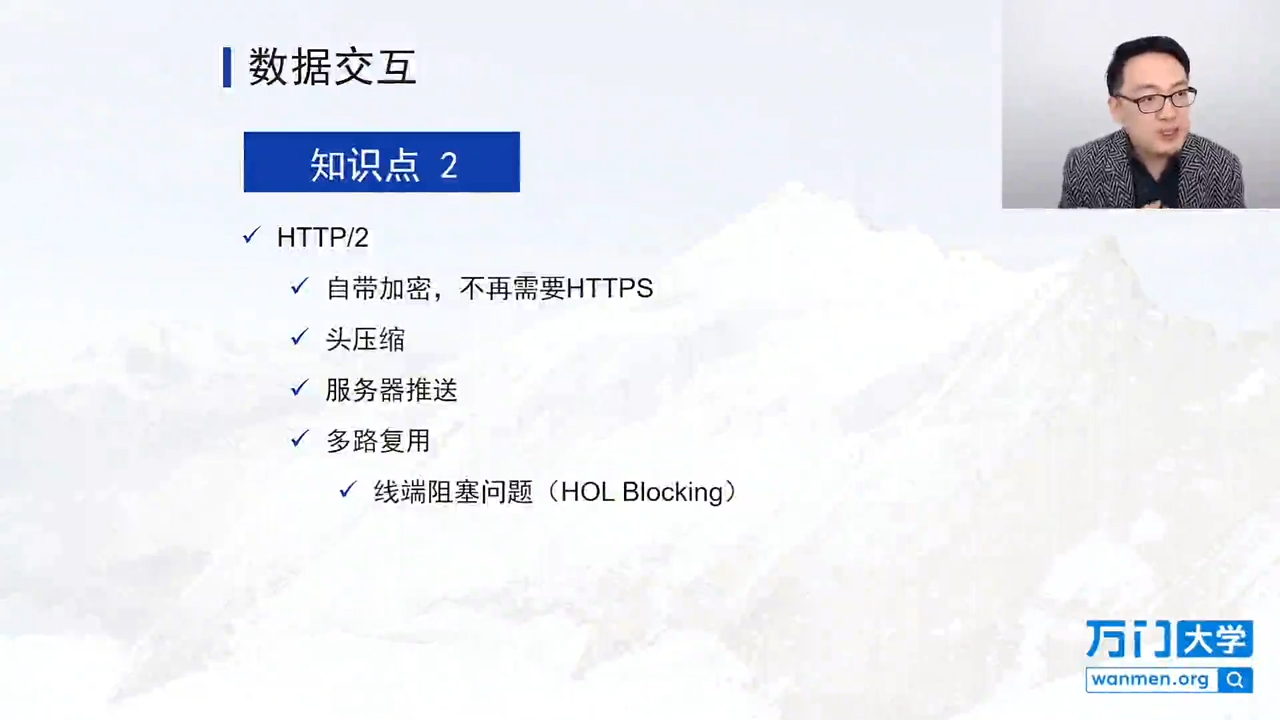 数据交互
知识点 2
HTTP/2
自带加密，不再需要HTTPS
头压缩
服务器推送
多路复用
线端阻塞问题（HOL Blocking）
万门大学
wanmen.org